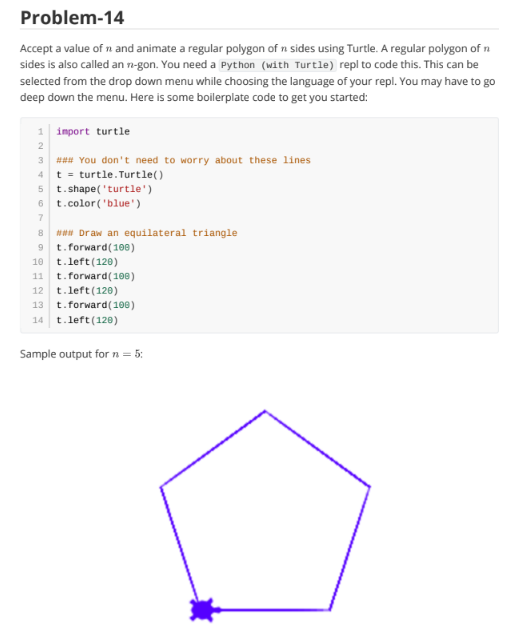 Problem-14
Accept a value of n and animate a regular polygon of n sides using Turtle. A regular polygon of n
sides is also called an n-gon. You need a Python (with Turtle) repl to code this. This can be
selected from the drop down menu while choosing the language of your repl. You may have to go
deep down the menu. Here is some boilerplate code to get you started:
1 import turtle
2
3 ### You don't need to worry about these lines
4 t = turtle.Turtle()
5 t.shape('turtle')
6 t.color('blue')
7
8 ### Draw an equilateral triangle
9 t.forward(100)
10 t.left(120)
11 t.forward(100)
12 t.left(120)
13 t.forward(100)
14 t.left(120)
Sample output for n = 5: